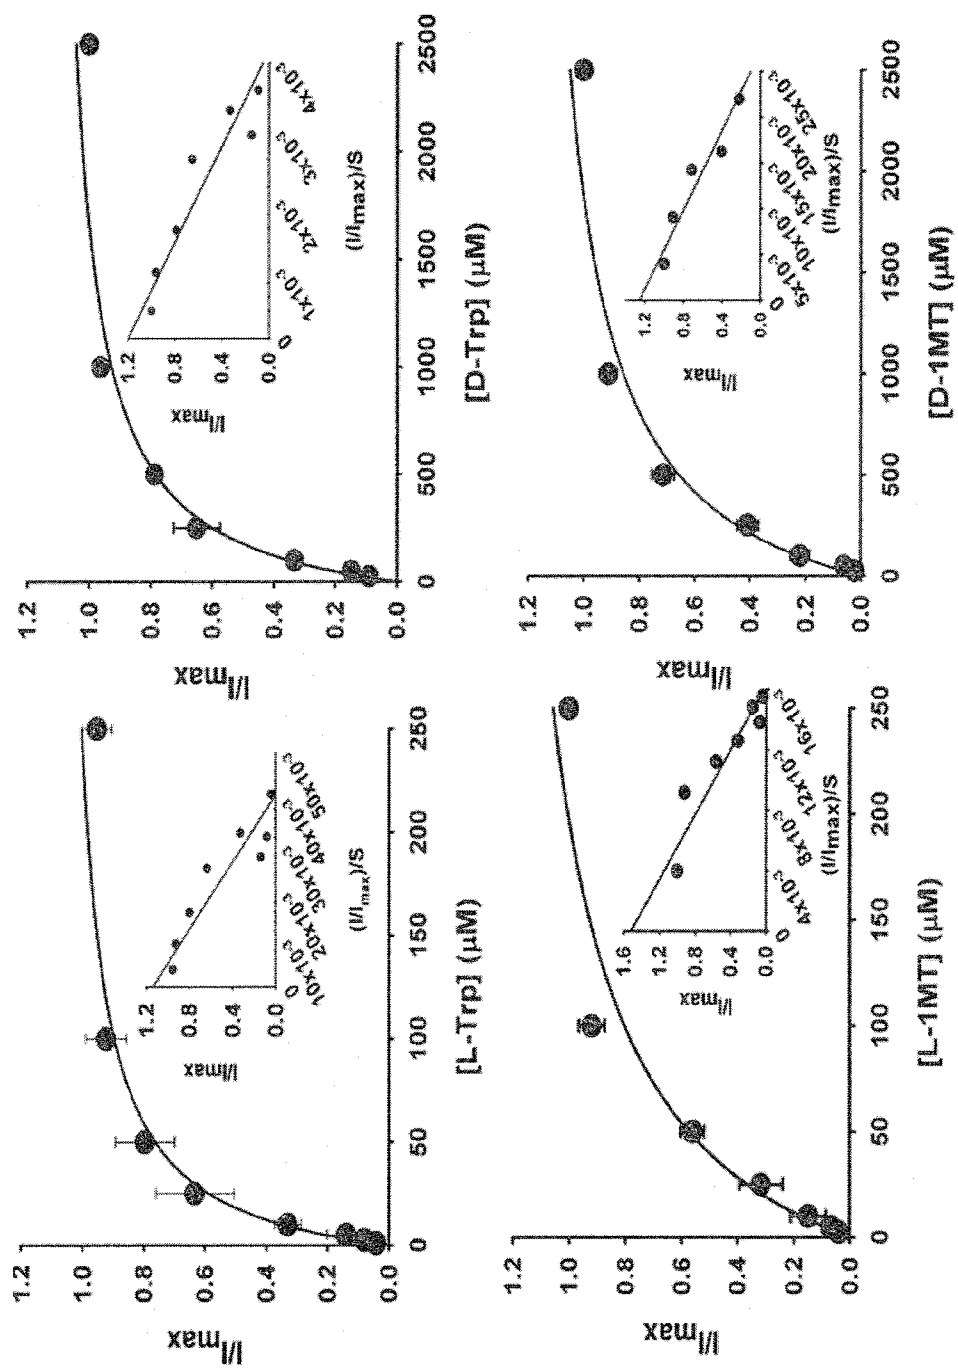 I/Imax
1.2
1.0
0.8
0.6
0.4
0.2
0.0
0
50
100
150
200
250
[L-Trp] (μM)
I/Imax
1.2
0.8
0.4
0.0
0
10x10-3
20x10-3
30x10-3
40x10-3
50x10-3
(I/Imax)/S
I/Imax
1.2
1.0
0.8
0.6
0.4
0.2
0.0
0
500
1000
1500
2000
2500
[D-Trp] (μM)
I/Imax
1.2
0.8
0.4
0.0
0
1x10-3
2x10-3
3x10-3
4x10-3
(I/Imax)/S
I/Imax
1.2
1.0
0.8
0.6
0.4
0.2
0.0
0
50
100
150
200
250
[L-1MT] (μM)
I/Imax
1.6
1.2
0.8
0.4
0.0
0
4x10-3
8x10-3
12x10-3
16x10-3
(I/Imax)/S
I/Imax
1.2
1.0
0.8
0.6
0.4
0.2
0.0
0
500
1000
1500
2000
2500
[D-1MT] (μM)
I/Imax
1.2
0.8
0.4
0.0
0
5x10-3
10x10-3
15x10-3
20x10-3
25x10-3
(I/Imax)/S